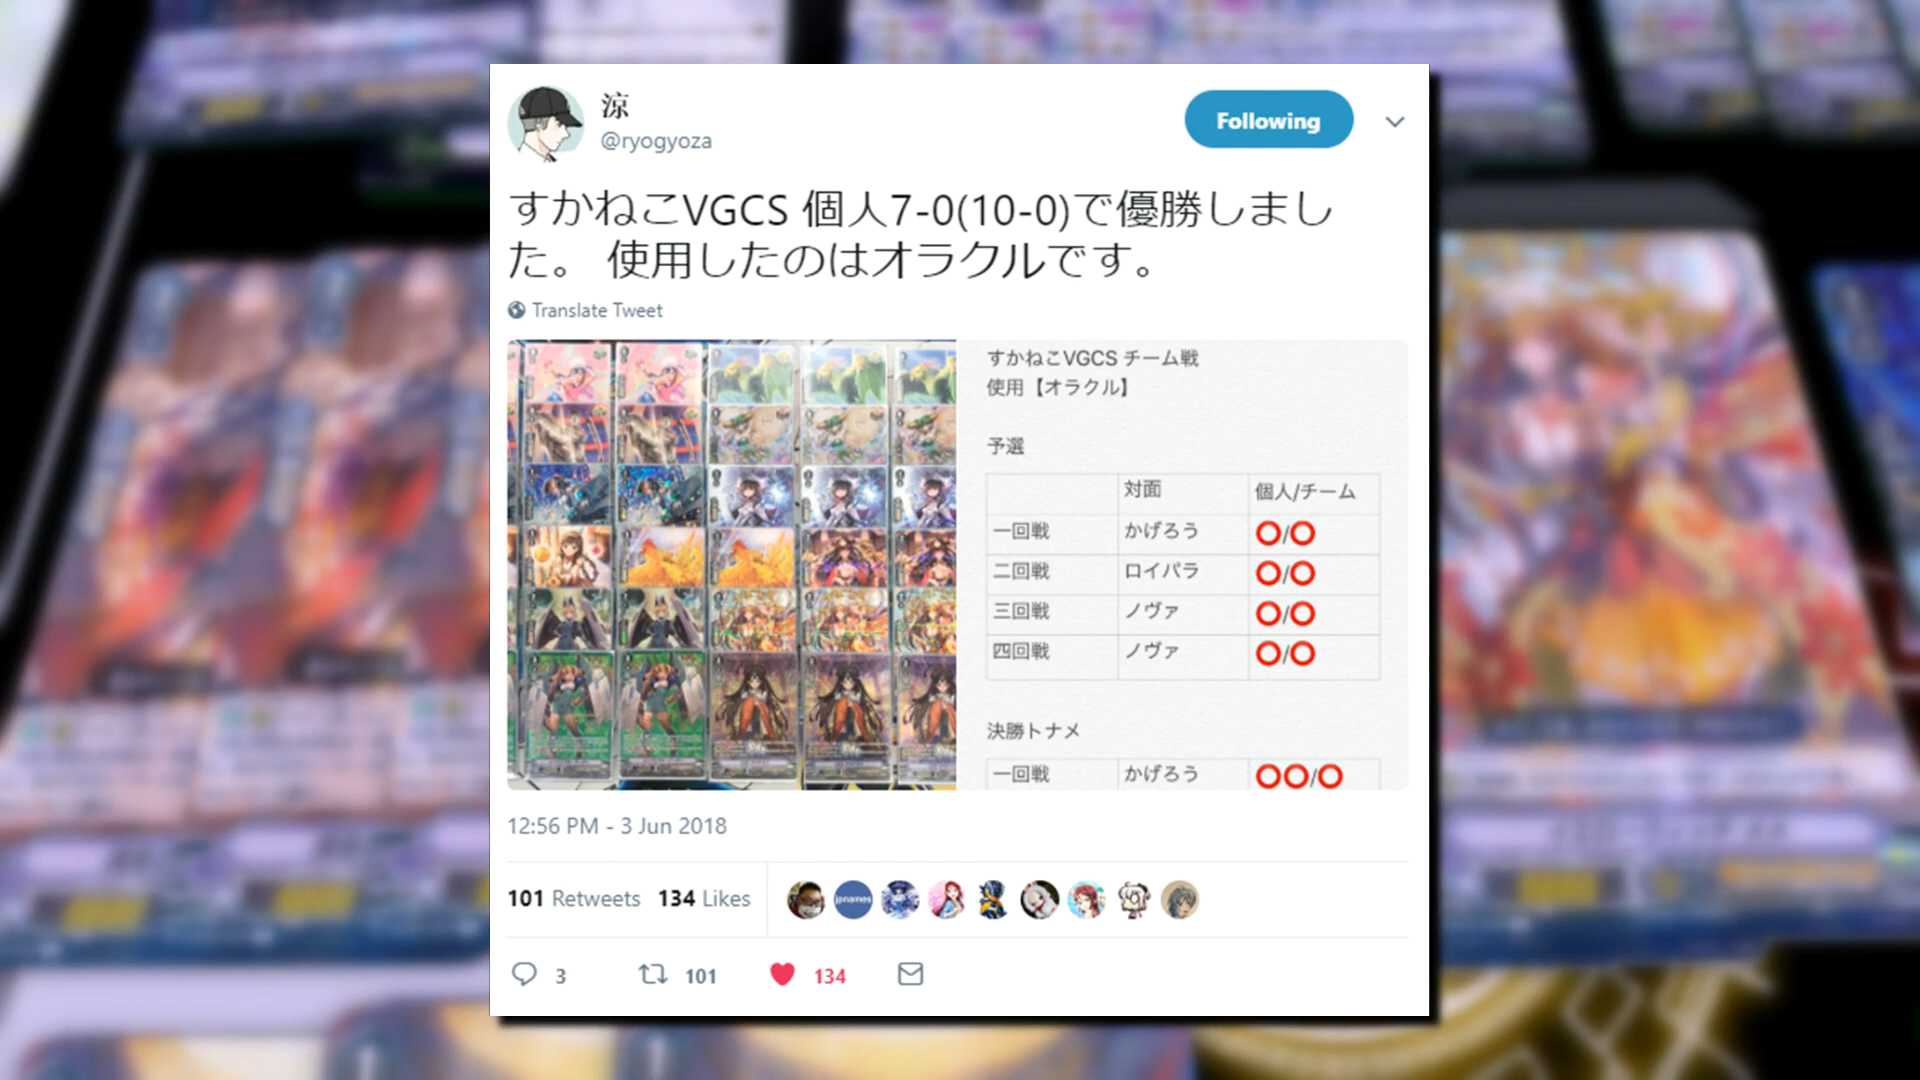 涼
@ryogyoza
Following
すかねこVGCS 個人7-0(10-0)で優勝しまし
た。 使用したのはオラクルです。
Translate Tweet
すかねこVGCS チーム戦
使用【オラクル】
予選
対面 個人/チーム
一回戦 かげろう ⭕/⭕
二回戦 ロイパラ ⭕/⭕
三回戦 ノヴァ ⭕/⭕
四回戦 ノヴァ ⭕/⭕
決勝トナメ
一回戦 かげろう ⭕⭕/⭕
12:56 PM - 3 Jun 2018
101 Retweets 134 Likes
jpnames
3 101 134